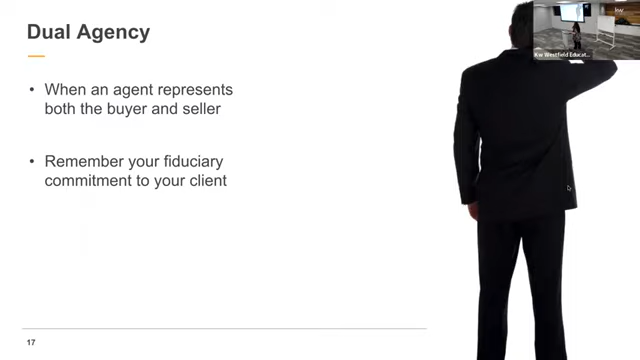 Dual Agency
• When an agent represents
both the buyer and seller
• Remember your fiduciary
commitment to your client
17
kw
Kw Westfield Educat...